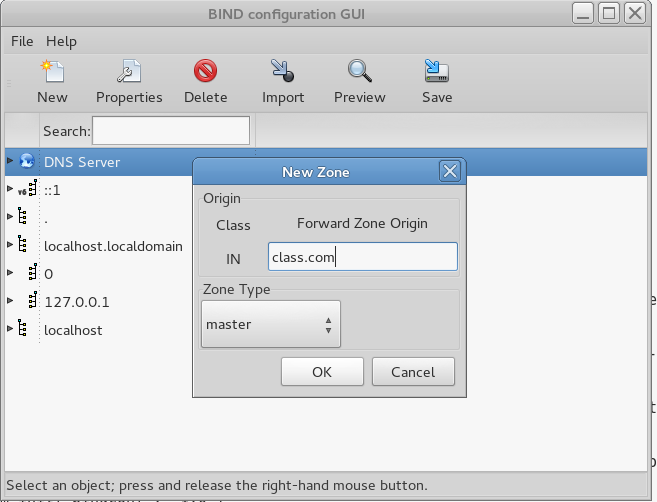 BIND configuration GUI
File Help
New Properties Delete Import Preview Save
Search:
DNS Server
v6 ::1
.
localhost.localdomain
0
127.0.0.1
localhost
New Zone
Origin
Class Forward Zone Origin
IN class.com
Zone Type
master
OK Cancel
Select an object; press and release the right-hand mouse button.